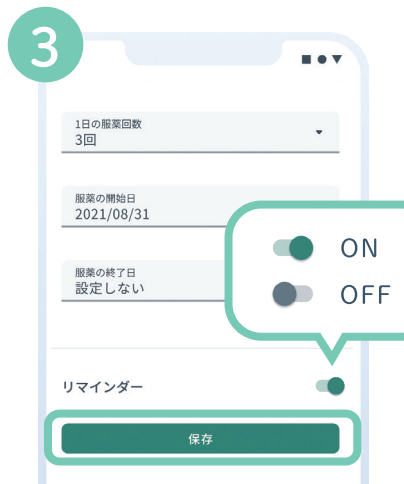 3
1日の服薬回数
3回
服薬の開始日
2021/08/31
ON
OFF
服薬の終了日
設定しない
リマインダー
保存